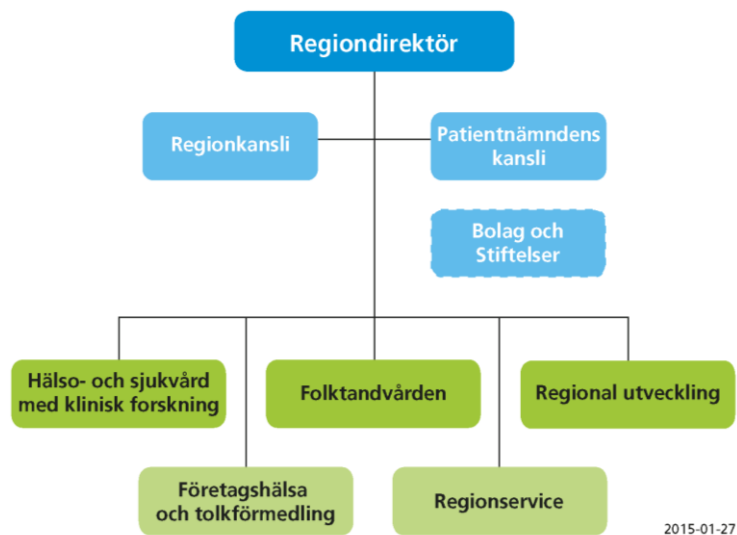 Regiondirektör
Regionkansli
Patientnämndens
kansli
Bolag och
Stiftelser
Hälso- och sjukvård
med klinisk forskning
Folktandvården
Regional utveckling
Företagshälsa
och tolkförmedling
Regionservice
2015-01-27